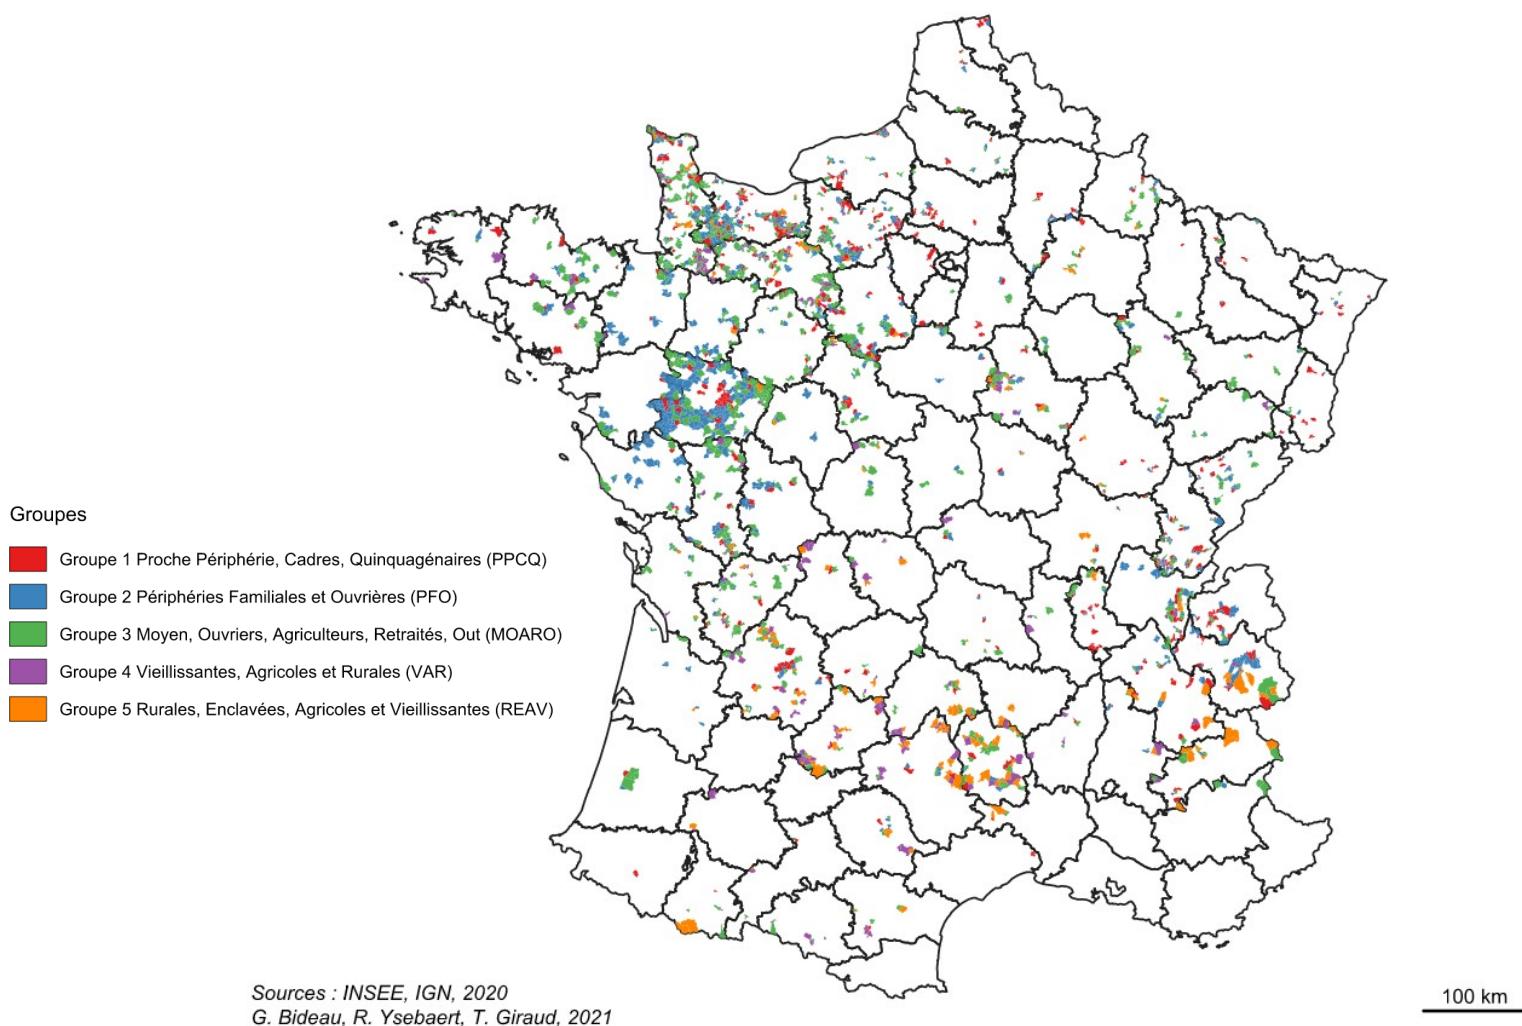 Groupes
Groupe 1 Proche Périphérie, Cadres, Quinquagénaires (PPCQ)
Groupe 2 Périphéries Familiales et Ouvrières (PFO)
Groupe 3 Moyen, Ouvriers, Agriculteurs, Retraités, Out (MOARO)
Groupe 4 Vieillissantes, Agricoles et Rurales (VAR)
Groupe 5 Rurales, Enclavées, Agricoles et Vieillissantes (REAV)
Sources : INSEE, IGN, 2020
G. Bideau, R. Ysebaert, T. Giraud, 2021
100 km